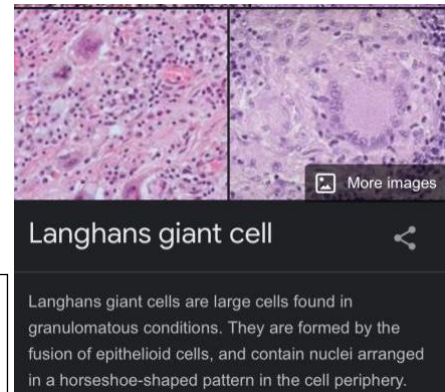 More images
Langhans giant cell
Langhans giant cells are large cells found in
granulomatous conditions. They are formed by the
fusion of epithelioid cells, and contain nuclei arranged
in a horseshoe-shaped pattern in the cell periphery.